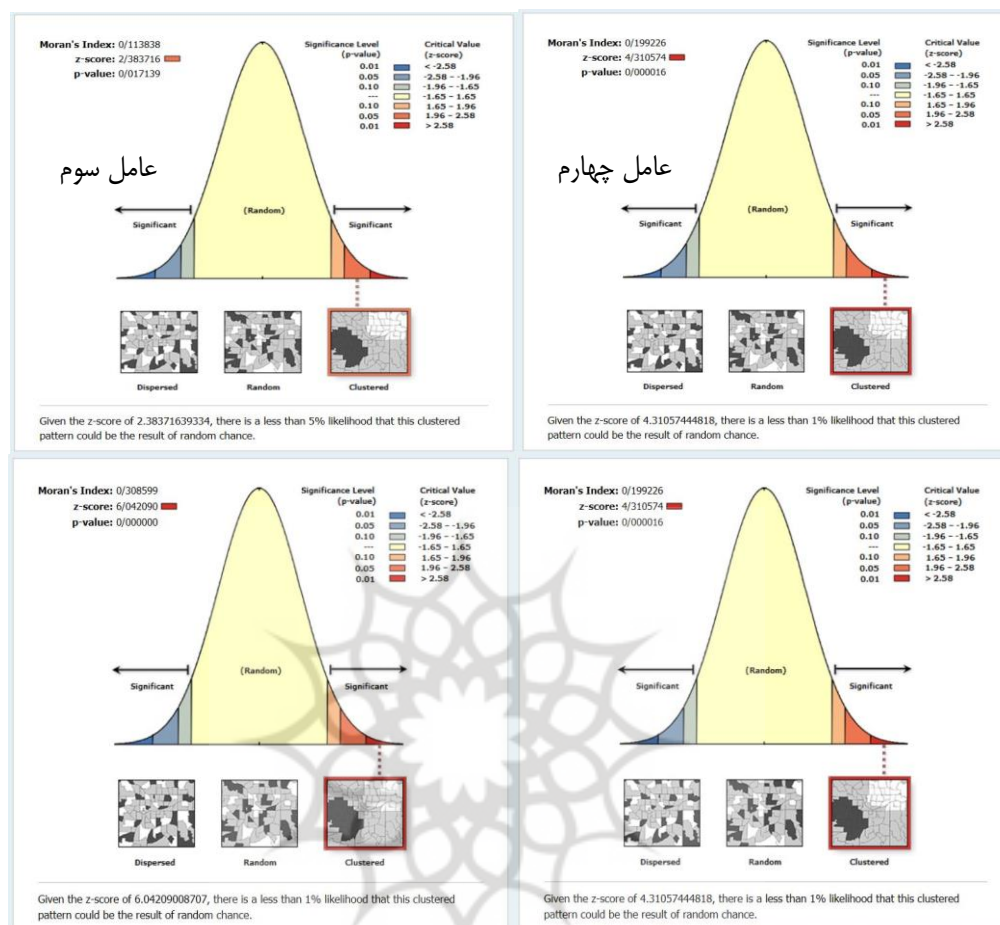 Moran's Index: 0/113838
z-score: 2/383716
p-value: 0/017139
Significance Level (p-value)
Critical Value (z-score)
0.01 < -2.58
0.05 -2.58 - -1.96
0.10 -1.96 - -1.65
--- -1.65 - 1.65
0.10 1.65 - 1.96
0.05 1.96 - 2.58
0.01 > 2.58
عامل سوم
Significant
(Random)
Significant
Dispersed
Random
Clustered
Given the z-score of 2.38371639334, there is a less than 5% likelihood that this clustered
pattern could be the result of random chance.
Moran's Index: 0/199226
z-score: 4/310574
p-value: 0/000016
Significance Level (p-value)
Critical Value (z-score)
0.01 < -2.58
0.05 -2.58 - -1.96
0.10 -1.96 - -1.65
--- -1.65 - 1.65
0.10 1.65 - 1.96
0.05 1.96 - 2.58
0.01 > 2.58
عامل چهارم
Significant
(Random)
Significant
Dispersed
Random
Clustered
Given the z-score of 4.31057444818, there is a less than 1% likelihood that this clustered
pattern could be the result of random chance.
Moran's Index: 0/308599
z-score: 6/042090
p-value: 0/000000
Significance Level (p-value)
Critical Value (z-score)
0.01 < -2.58
0.05 -2.58 - -1.96
0.10 -1.96 - -1.65
--- -1.65 - 1.65
0.10 1.65 - 1.96
0.05 1.96 - 2.58
0.01 > 2.58
Significant
(Random)
Significant
Dispersed
Random
Clustered
Given the z-score of 6.04209008707, there is a less than 1% likelihood that this clustered
pattern could be the result of random chance.
Moran's Index: 0/199226
z-score: 4/310574
p-value: 0/000016
Significance Level (p-value)
Critical Value (z-score)
0.01 < -2.58
0.05 -2.58 - -1.96
0.10 -1.96 - -1.65
--- -1.65 - 1.65
0.10 1.65 - 1.96
0.05 1.96 - 2.58
0.01 > 2.58
Significant
(Random)
Significant
Dispersed
Random
Clustered
Given the z-score of 4.31057444818, there is a less than 1% likelihood that this clustered
pattern could be the result of random chance.